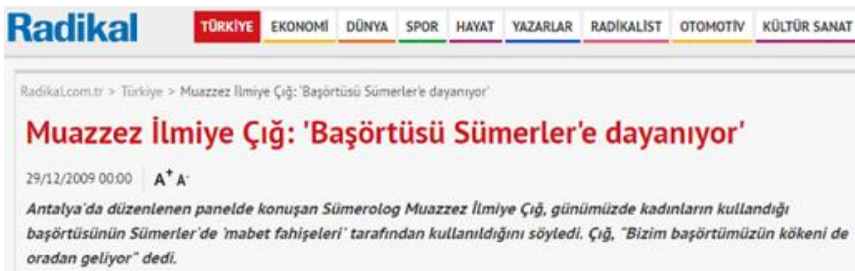 Radikal
TÜRKİYE EKONOMİ DÜNYA SPOR HAYAT YAZARLAR RADİKALİST OTOMOTİV KÜLTÜR SANAT
Radikal.com.tr > Türkiye > Muazzez İlmiye Çığ: 'Başörtüsü Sümerler'e dayanıyor'
Muazzez İlmiye Çığ: 'Başörtüsü Sümerler'e dayanıyor'
29/12/2009 00:00 A+ A-
Antalya'da düzenlenen panelde konuşan Sümerolog Muazzez İlmiye Çığ, günümüzde kadınların kullandığı
başörtüsünün Sümerler'de 'mabet fahişeleri' tarafından kullanıldığını söyledi. Çığ, "Bizim başörtümüzün kökeni de
oradan geliyor" dedi.